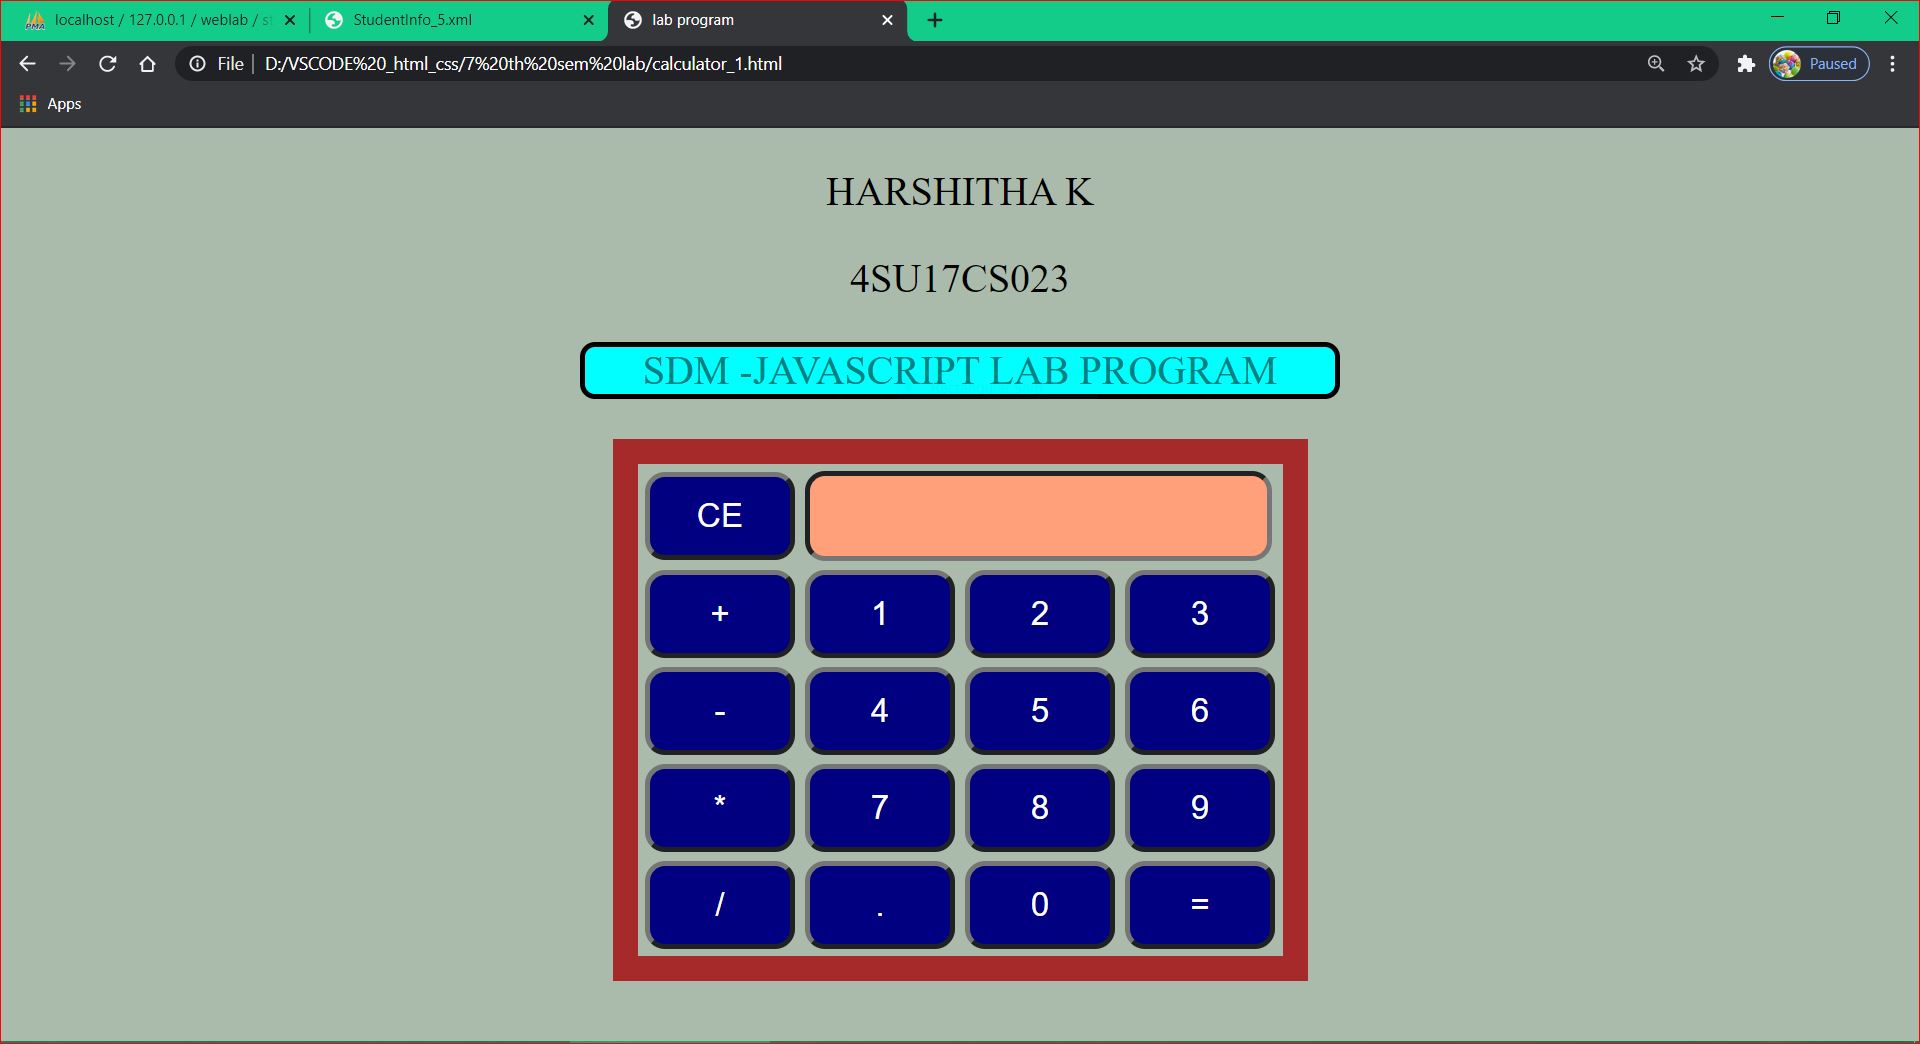 localhost / 127.0.0.1 / weblab / st
StudentInfo_5.xml
lab program
File
D:/VSCODE%20_html_css/7%20th%20sem%20lab/calculator_1.html
Paused
Apps
HARSHITHA K
4SU17CS023
SDM -JAVASCRIPT LAB PROGRAM
CE
+ 1 2 3
- 4 5 6
* 7 8 9
/ . 0 =